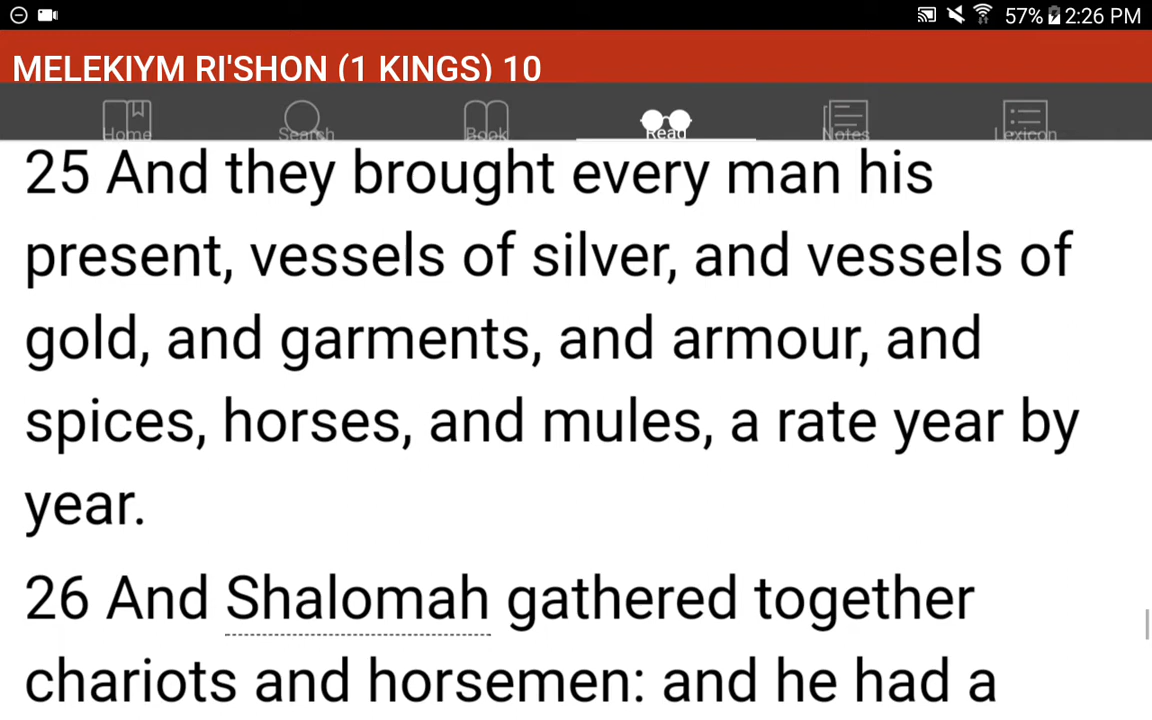 57% 2:26 PM
MELEKIYM RI'SHON (1 KINGS) 10
Home Search Book Read Notes Lexicon
25 And they brought every man his
present, vessels of silver, and vessels of
gold, and garments, and armour, and
spices, horses, and mules, a rate year by
year.
26 And Shalomah gathered together
chariots and horsemen: and he had a